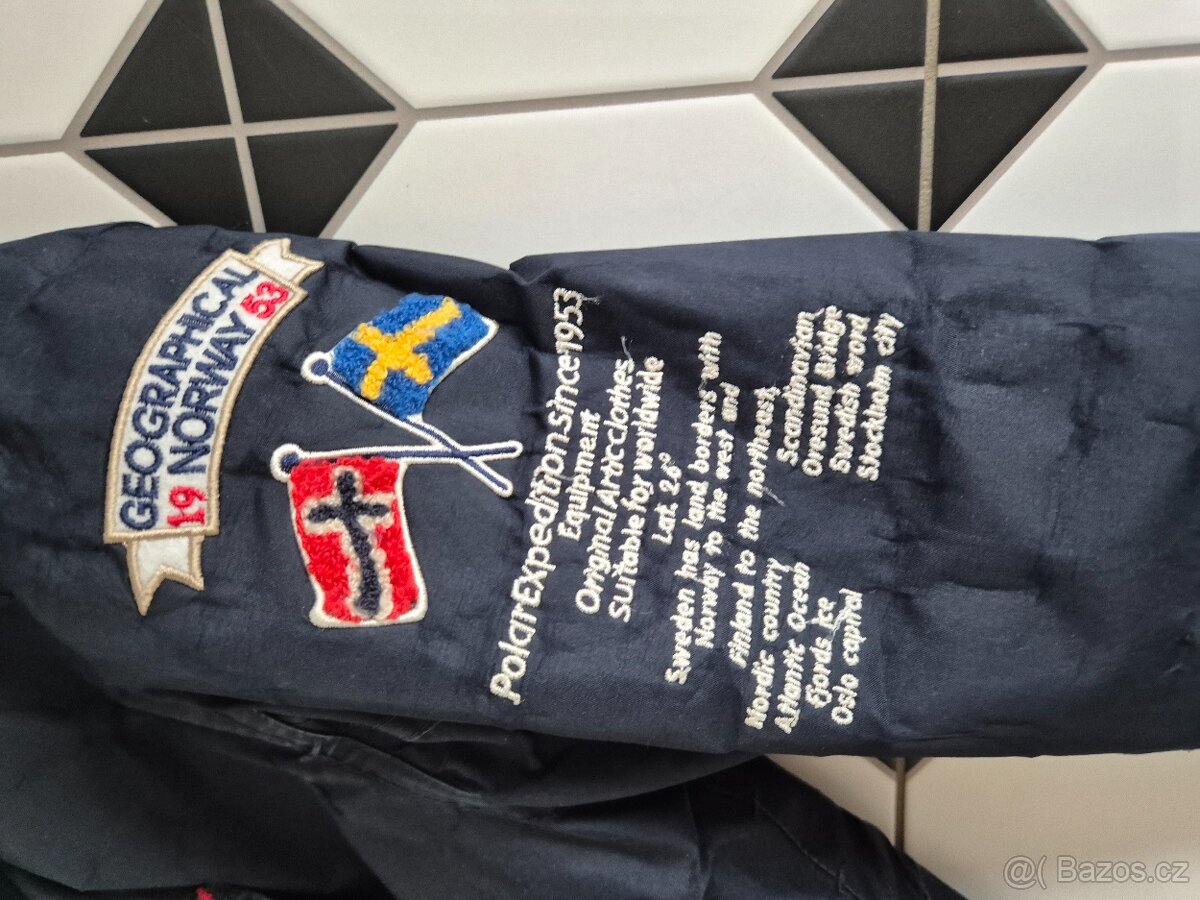 GEOGRAPHICAL
19 NORWAY 53
Polar Expedition since 1953
Equipment
Original Artic clothes
Suitable for worldwide
Lat. 26°
Sweden has land borders with
Norway to the west and
Finland to the northeast,
Nordic country
Atlantic Ocean
fjords ice
Oslo capital
Scandinavian
Oresund Bridge
Swedish word
Stockholm city
@( Bazos.cz